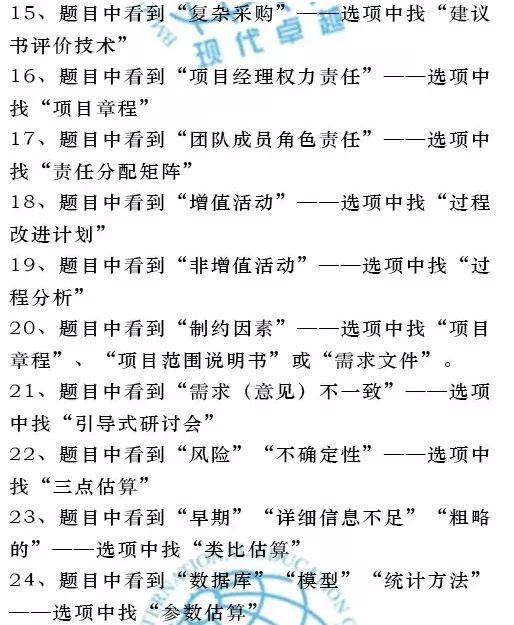 15、题目中看到“复杂采购”——选项中找“建议
书评价技术”
16、题目中看到“项目经理权力责任”——选项中
找“项目章程”
17、题目中看到“团队成员角色责任”——选项中
找“责任分配矩阵”
18、题目中看到“增值活动”——选项中找“过程
改进计划”
19、题目中看到“非增值活动”——选项中找“过
程分析”
20、题目中看到“制约因素”——选项中找“项目
章程”、“项目范围说明书”或“需求文件”。
21、题目中看到“需求（意见）不一致”——选项
中找“引导式研讨会”
22、题目中看到“风险”“不确定性”——选项中
找“三点估算”
23、题目中看到“早期”“详细信息不足”“粗略
的”——选项中找“类比估算”
24、题目中看到“数据库”“模型”“统计方法”
——选项中找“参数估算”
现代卓越